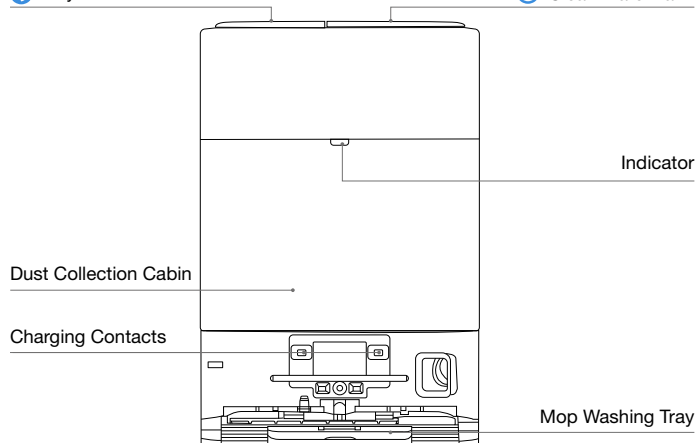 Indicator
Dust Collection Cabin
Charging Contacts
Mop Washing Tray